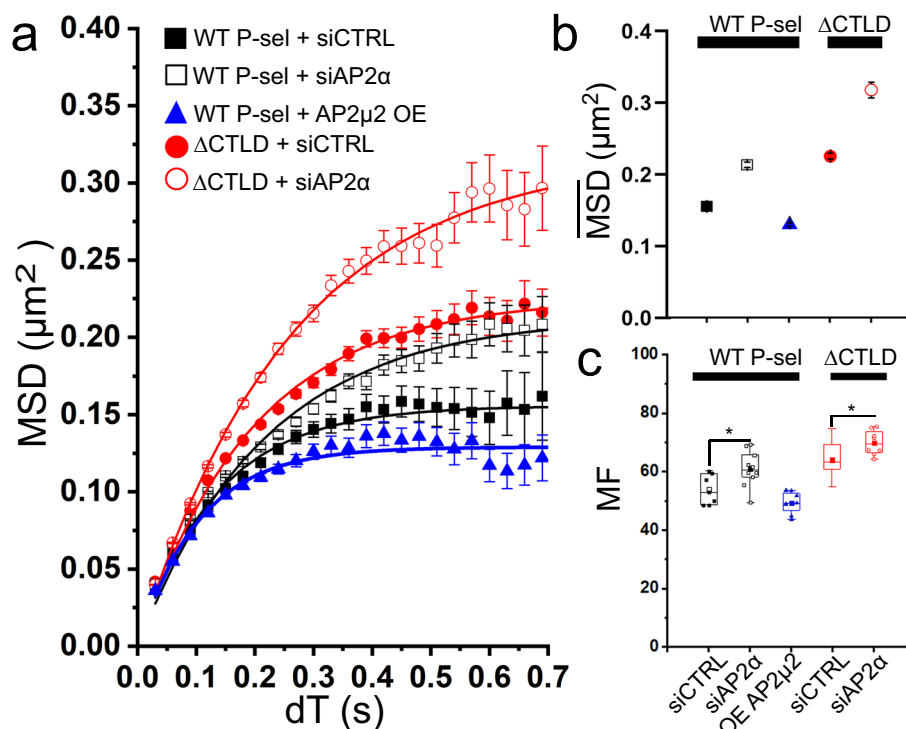 a
WT P-sel + siCTRL
WT P-sel + siAP2α
WT P-sel + AP2µ2 OE
ΔCTLD + siCTRL
ΔCTLD + siAP2α
MSD (µm²)
0.30
0.25
0.20
0.15
0.10
0.05
0.00
0.0 0.1 0.2 0.3 0.4 0.5 0.6 0.7
dT (s)
b
WT P-sel ΔCTLD
MSD (µm²)
0.4
0.3
0.2
0.1
0.0
c
WT P-sel ΔCTLD
MF
100
80
60
40
20
0
* *
siCTRL
siAP2α
OE AP2µ2
siCTRL
siAP2α